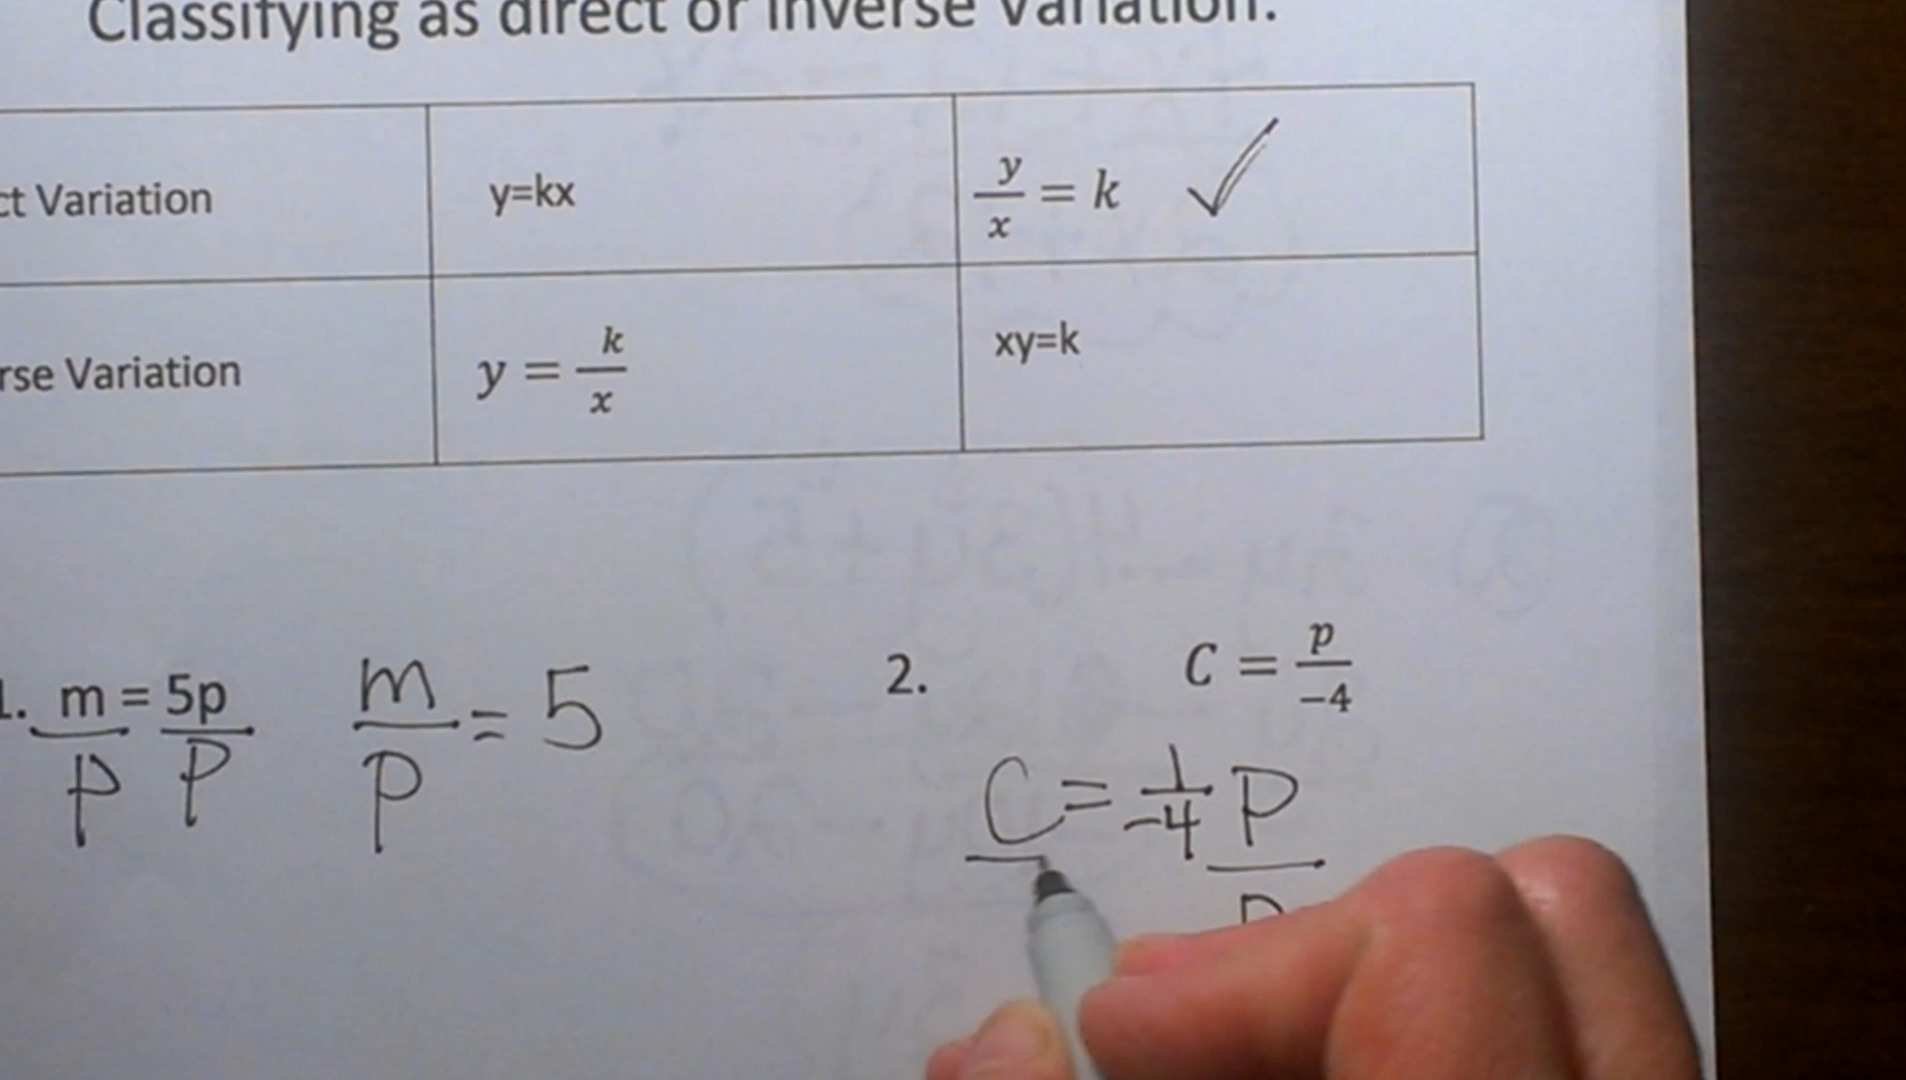 Classifying as direct or inverse variation.
ct Variation y=kx y/x = k ✓
rse Variation y = k/x xy=k
1. m = 5p m/p = 5
p p
2. C = p/-4
C = 1/-4 p
p